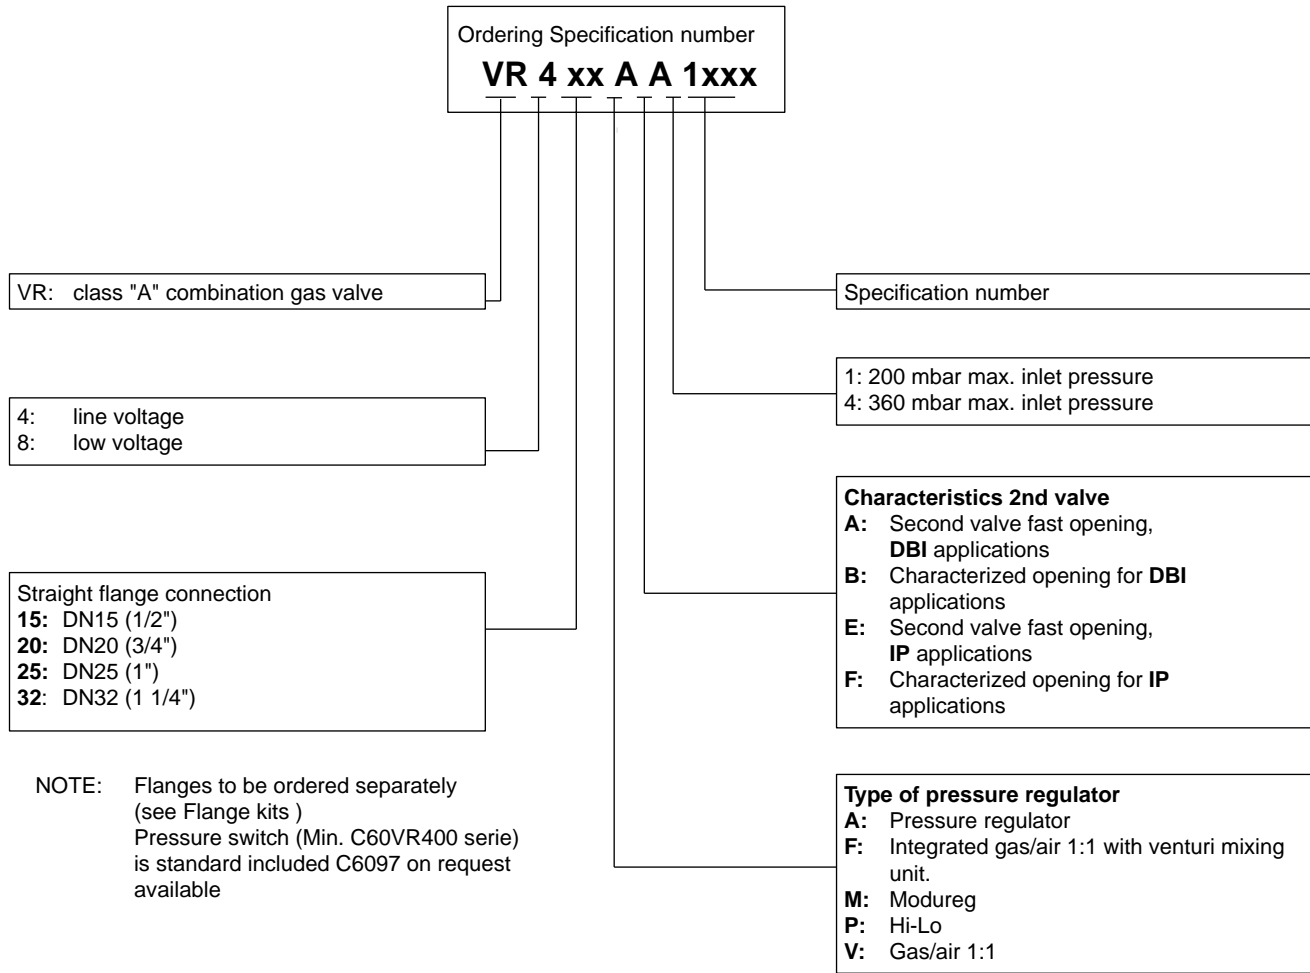 Ordering Specification number
VR 4 xx A A 1xxx
VR: class "A" combination gas valve
4: line voltage
8: low voltage
Straight flange connection
15: DN15 (1/2")
20: DN20 (3/4")
25: DN25 (1")
32: DN32 (1 1/4")
NOTE: Flanges to be ordered separately
(see Flange kits )
Pressure switch (Min. C60VR400 serie)
is standard included C6097 on request
available
Specification number
1: 200 mbar max. inlet pressure
4: 360 mbar max. inlet pressure
Characteristics 2nd valve
A: Second valve fast opening,
DBI applications
B: Characterized opening for DBI
applications
E: Second valve fast opening,
IP applications
F: Characterized opening for IP
applications
Type of pressure regulator
A: Pressure regulator
F: Integrated gas/air 1:1 with venturi mixing
unit.
M: Modureg
P: Hi-Lo
V: Gas/air 1:1